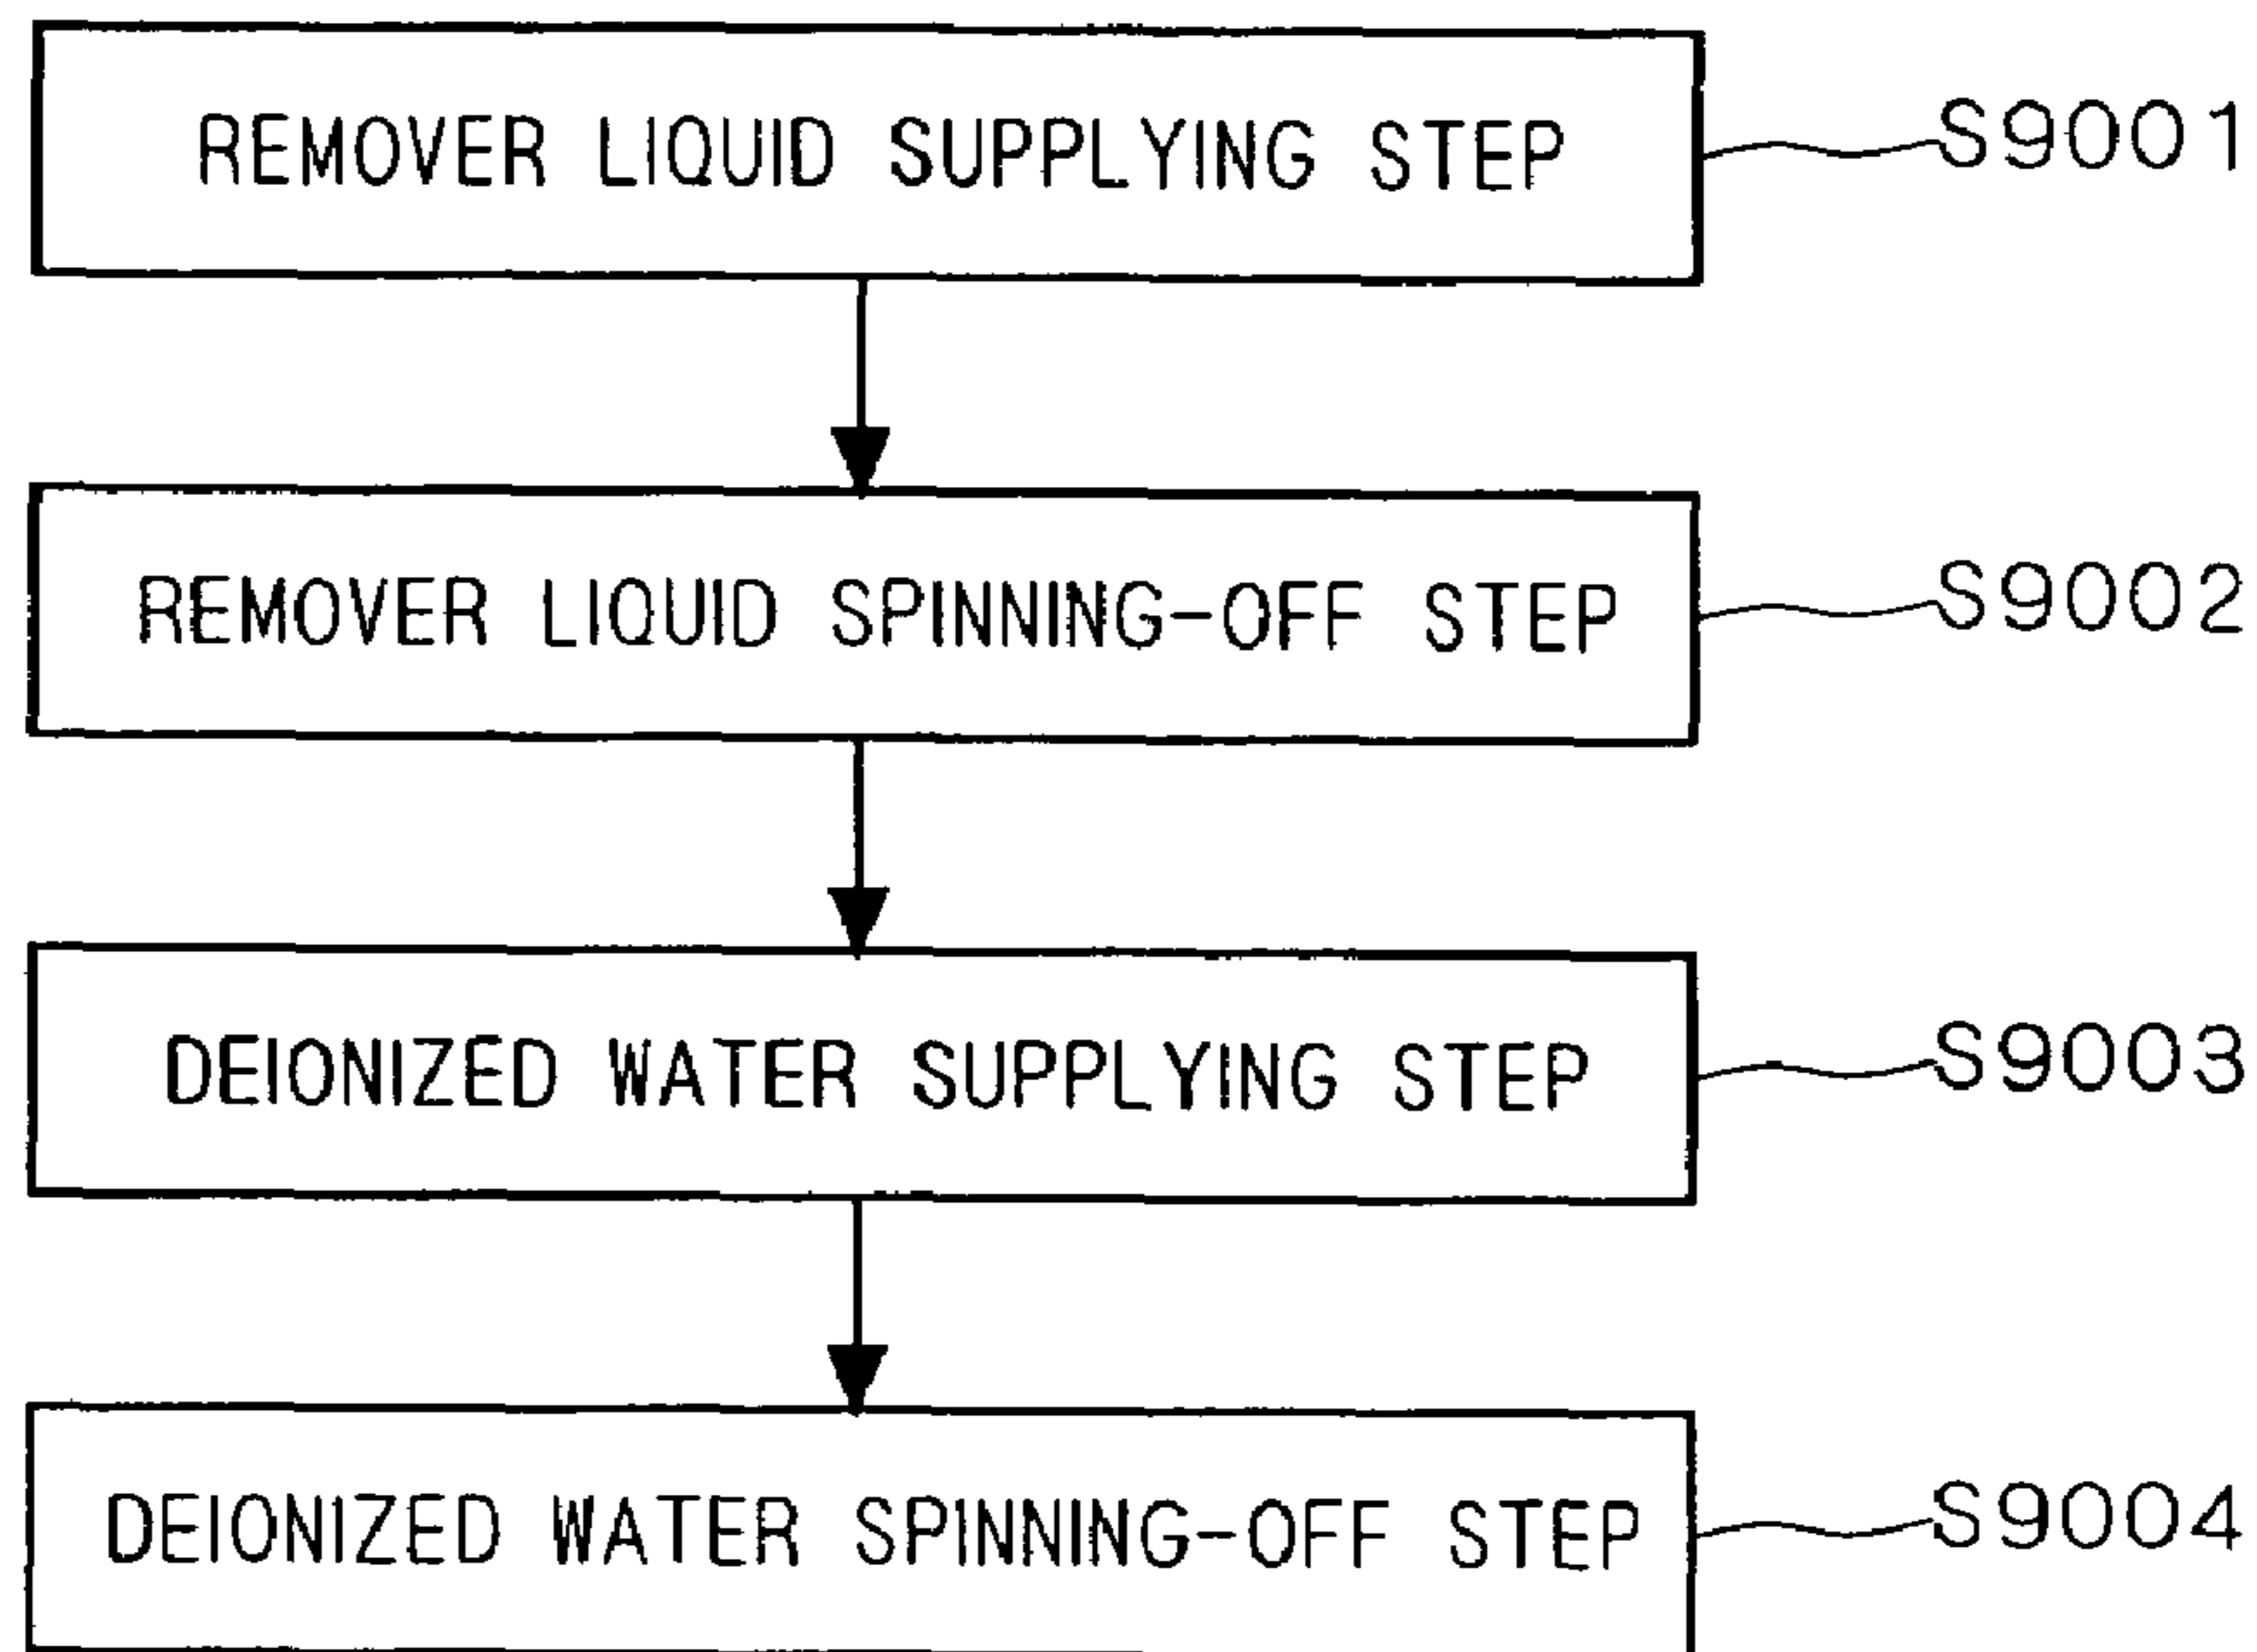 REMOVER LIQUID SUPPLYING STEP S9001
REMOVER LIQUID SPINNING-OFF STEP S9002
DEIONIZED WATER SUPPLYING STEP S9003
DEIONIZED WATER SPINNING-OFF STEP S9004